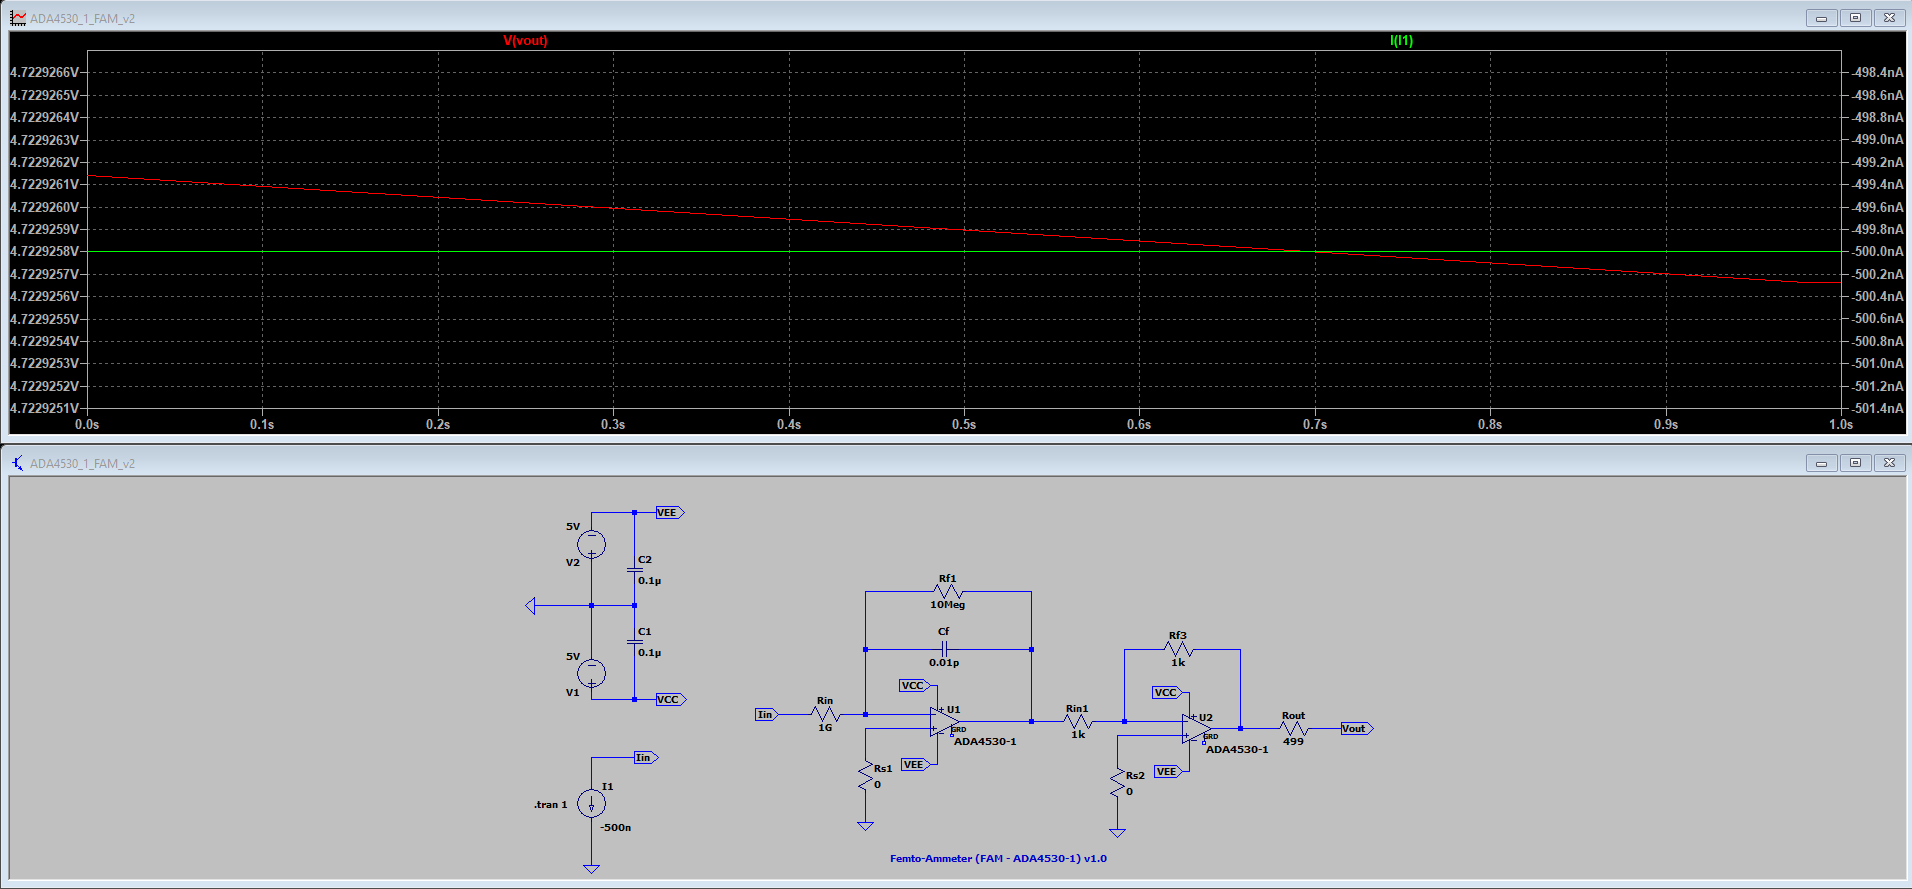 ADA4530_1_FAM_v2
V(vout) I(I1)
4.7229266V -498.4nA
4.7229265V -498.6nA
4.7229264V -498.8nA
4.7229263V -499.0nA
4.7229262V -499.2nA
4.7229261V -499.4nA
4.7229260V -499.6nA
4.7229259V -499.8nA
4.7229258V -500.0nA
4.7229257V -500.2nA
4.7229256V -500.4nA
4.7229255V -500.6nA
4.7229254V -500.8nA
4.7229253V -501.0nA
4.7229252V -501.2nA
4.7229251V -501.4nA
0.0s 0.1s 0.2s 0.3s 0.4s 0.5s 0.6s 0.7s 0.8s 0.9s 1.0s
ADA4530_1_FAM_v2
VEE
5V
V2
C2
0.1µ
C1
0.1µ
5V
V1
VCC
Iin
I1
.tran 1
-500n
Rf1
10Meg
Cf
0.01p
VCC
Iin
Rin
1G
U1
GRD
ADA4530-1
VEE
Rs1
0
Rf3
1k
VCC
Rin1
1k
U2
GRD
ADA4530-1
VEE
Rs2
0
Rout
499
Vout
Femto-Ammeter (FAM - ADA4530-1) v1.0